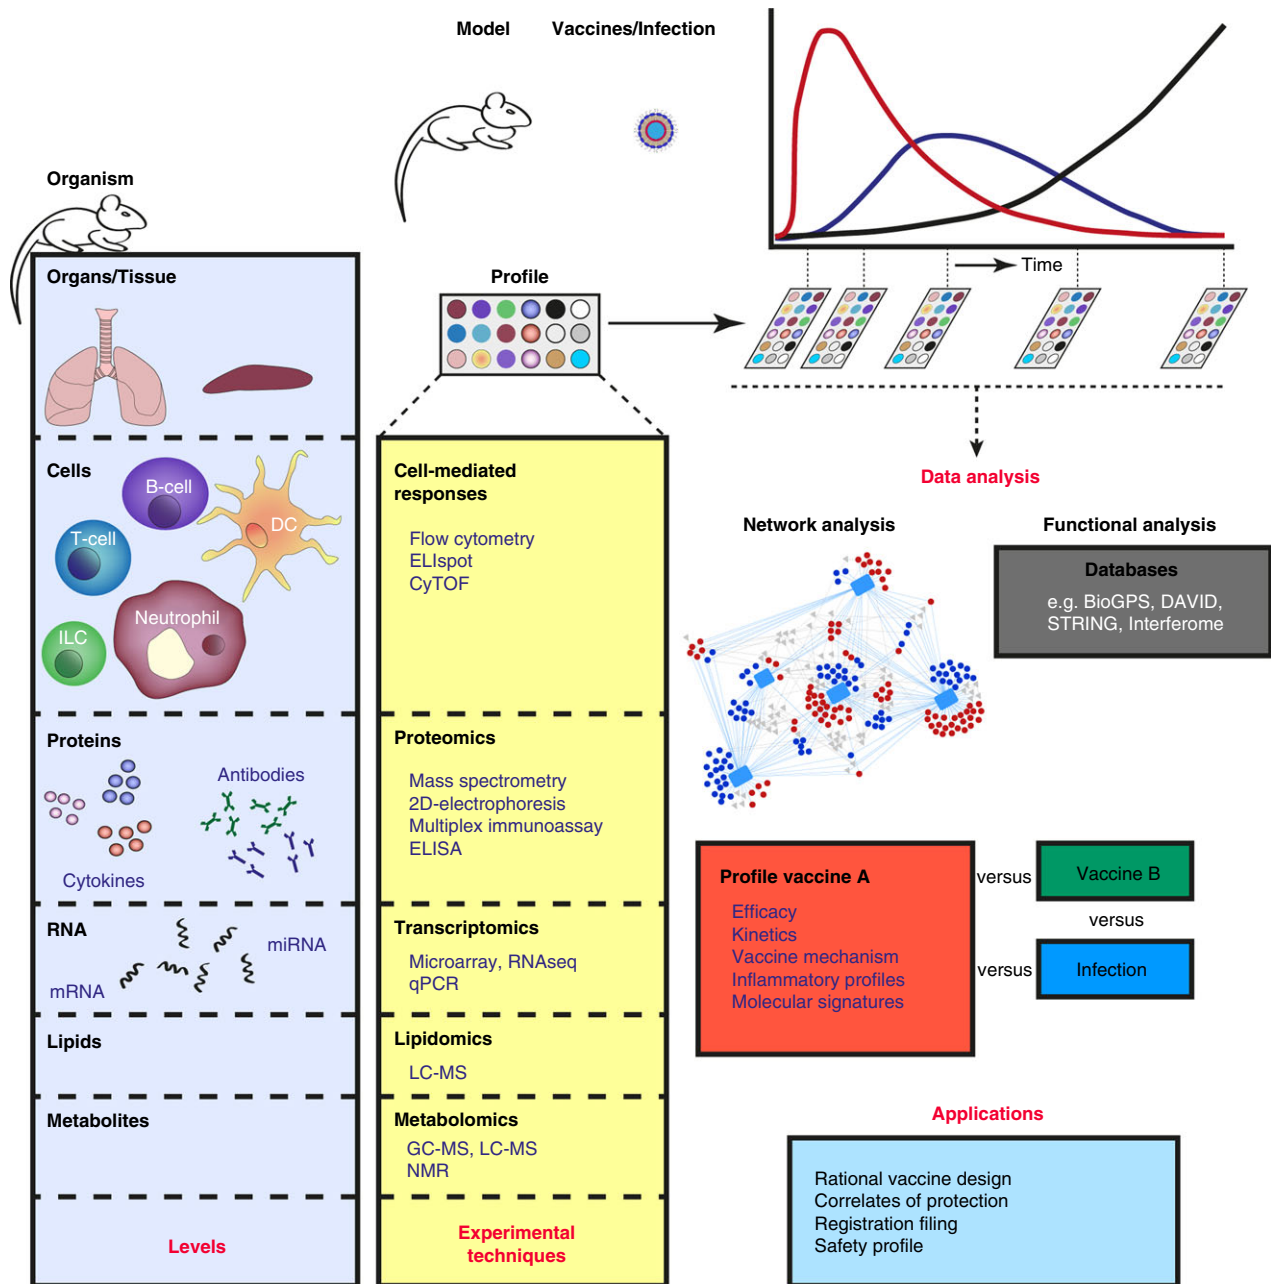 Model
Vaccines/Infection
Time
Organism
Organs/Tissue
Cells
B-cell
DC
T-cell
Neutrophil
ILC
Proteins
Antibodies
Cytokines
RNA
miRNA
mRNA
Lipids
Metabolites
Levels
Profile
Cell-mediated
responses
Flow cytometry
ELIspot
CyTOF
Proteomics
Mass spectrometry
2D-electrophoresis
Multiplex immunoassay
ELISA
Transcriptomics
Microarray, RNAseq
qPCR
Lipidomics
LC-MS
Metabolomics
GC-MS, LC-MS
NMR
Experimental
techniques
Data analysis
Network analysis
Functional analysis
Databases
e.g. BioGPS, DAVID,
STRING, Interferome
Profile vaccine A
Efficacy
Kinetics
Vaccine mechanism
Inflammatory profiles
Molecular signatures
versus
Vaccine B
versus
versus
Infection
Applications
Rational vaccine design
Correlates of protection
Registration filing
Safety profile